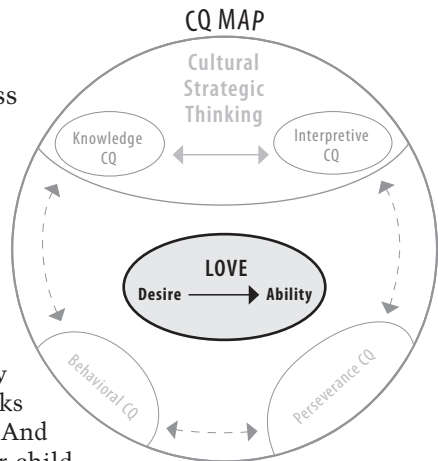 CQ MAP
Cultural
Strategic
Thinking
Knowledge
CQ
Interpretive
CQ
LOVE
Desire Ability
Behavioral CQ
Perseverance CQ
ss
y
ks
And
child